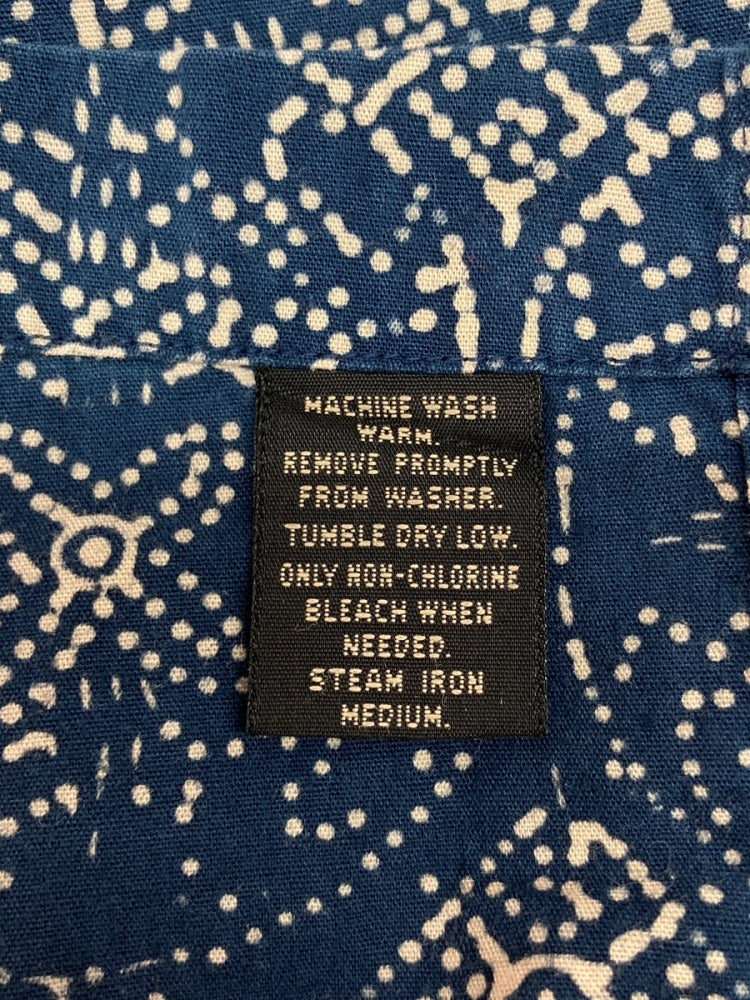 MACHINE WASH
WARM.
REMOVE PROMPTLY
FROM WASHER.
TUMBLE DRY LOW.
ONLY NON-CHLORINE
BLEACH WHEN
NEEDED.
STEAM IRON
MEDIUM.